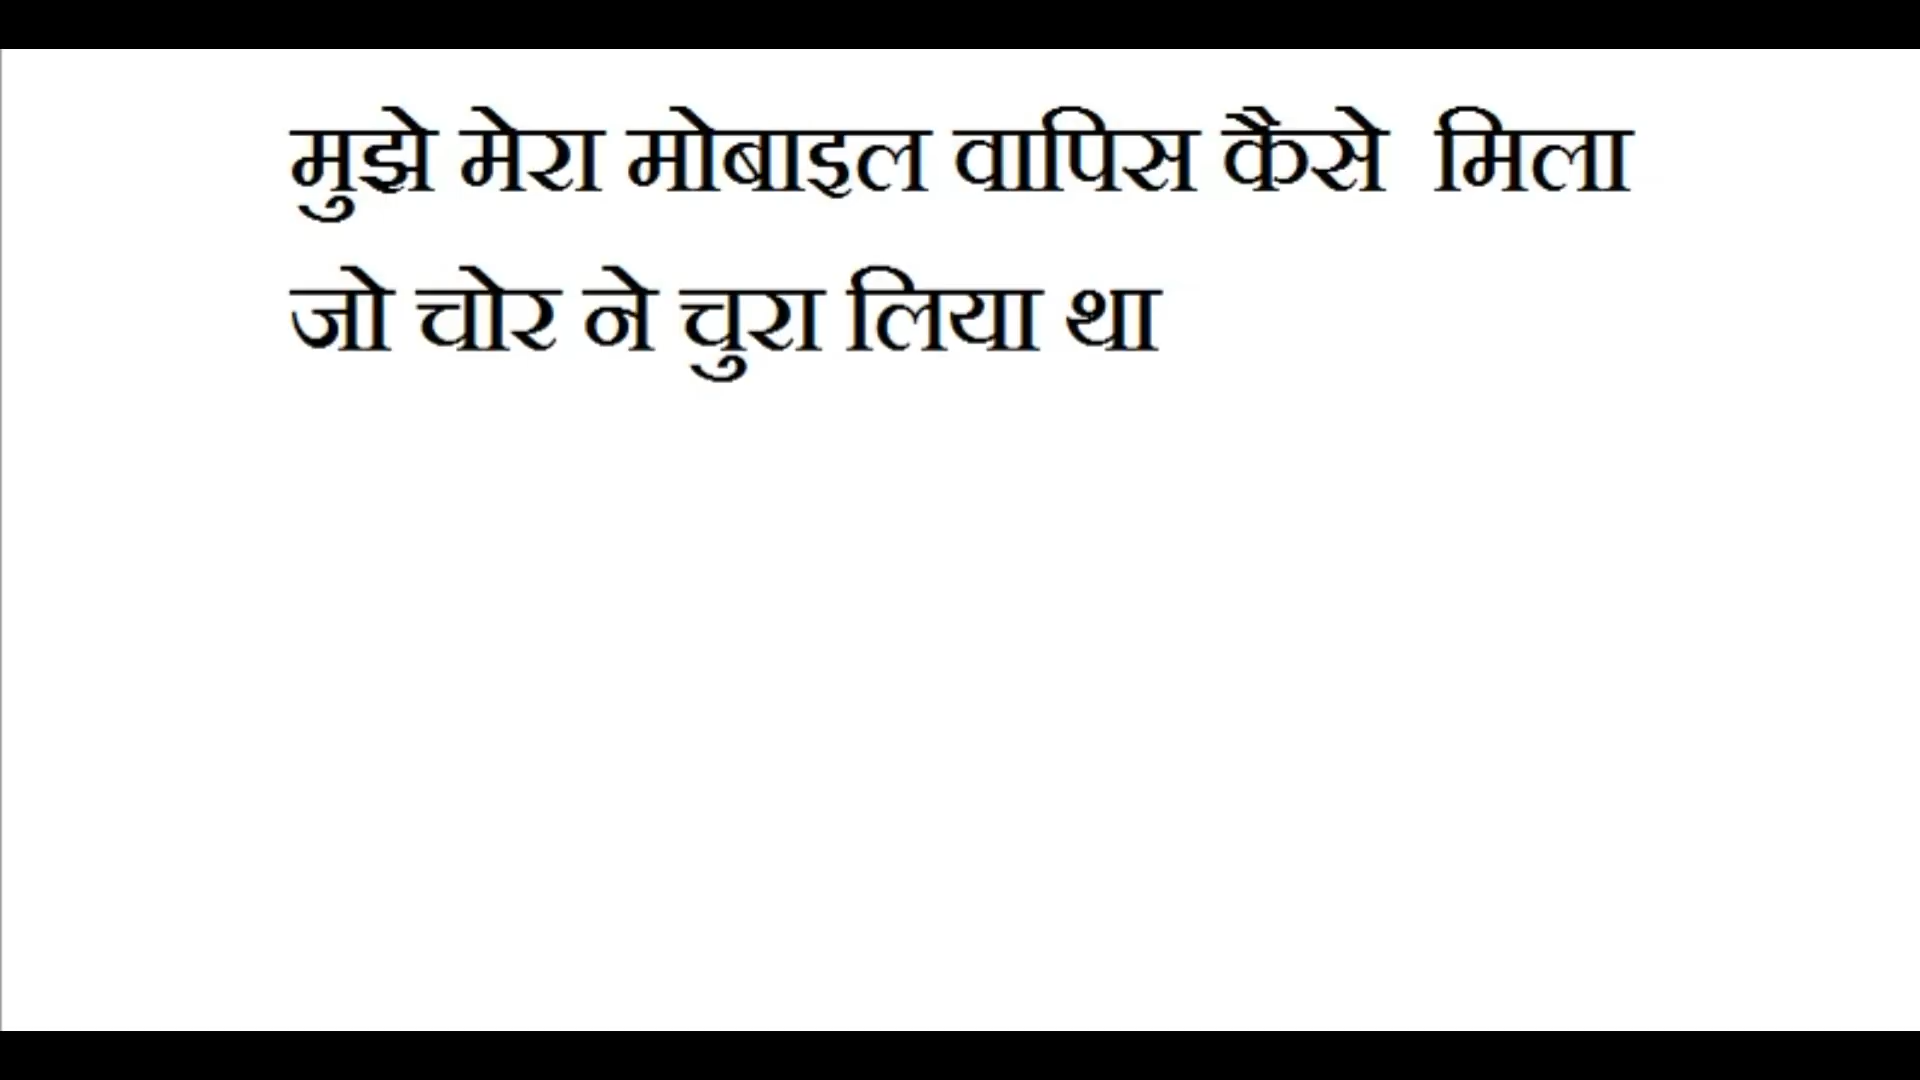 मुझे मेरा मोबाइल वापिस कैसे मिला
जो चोर ने चुरा लिया था